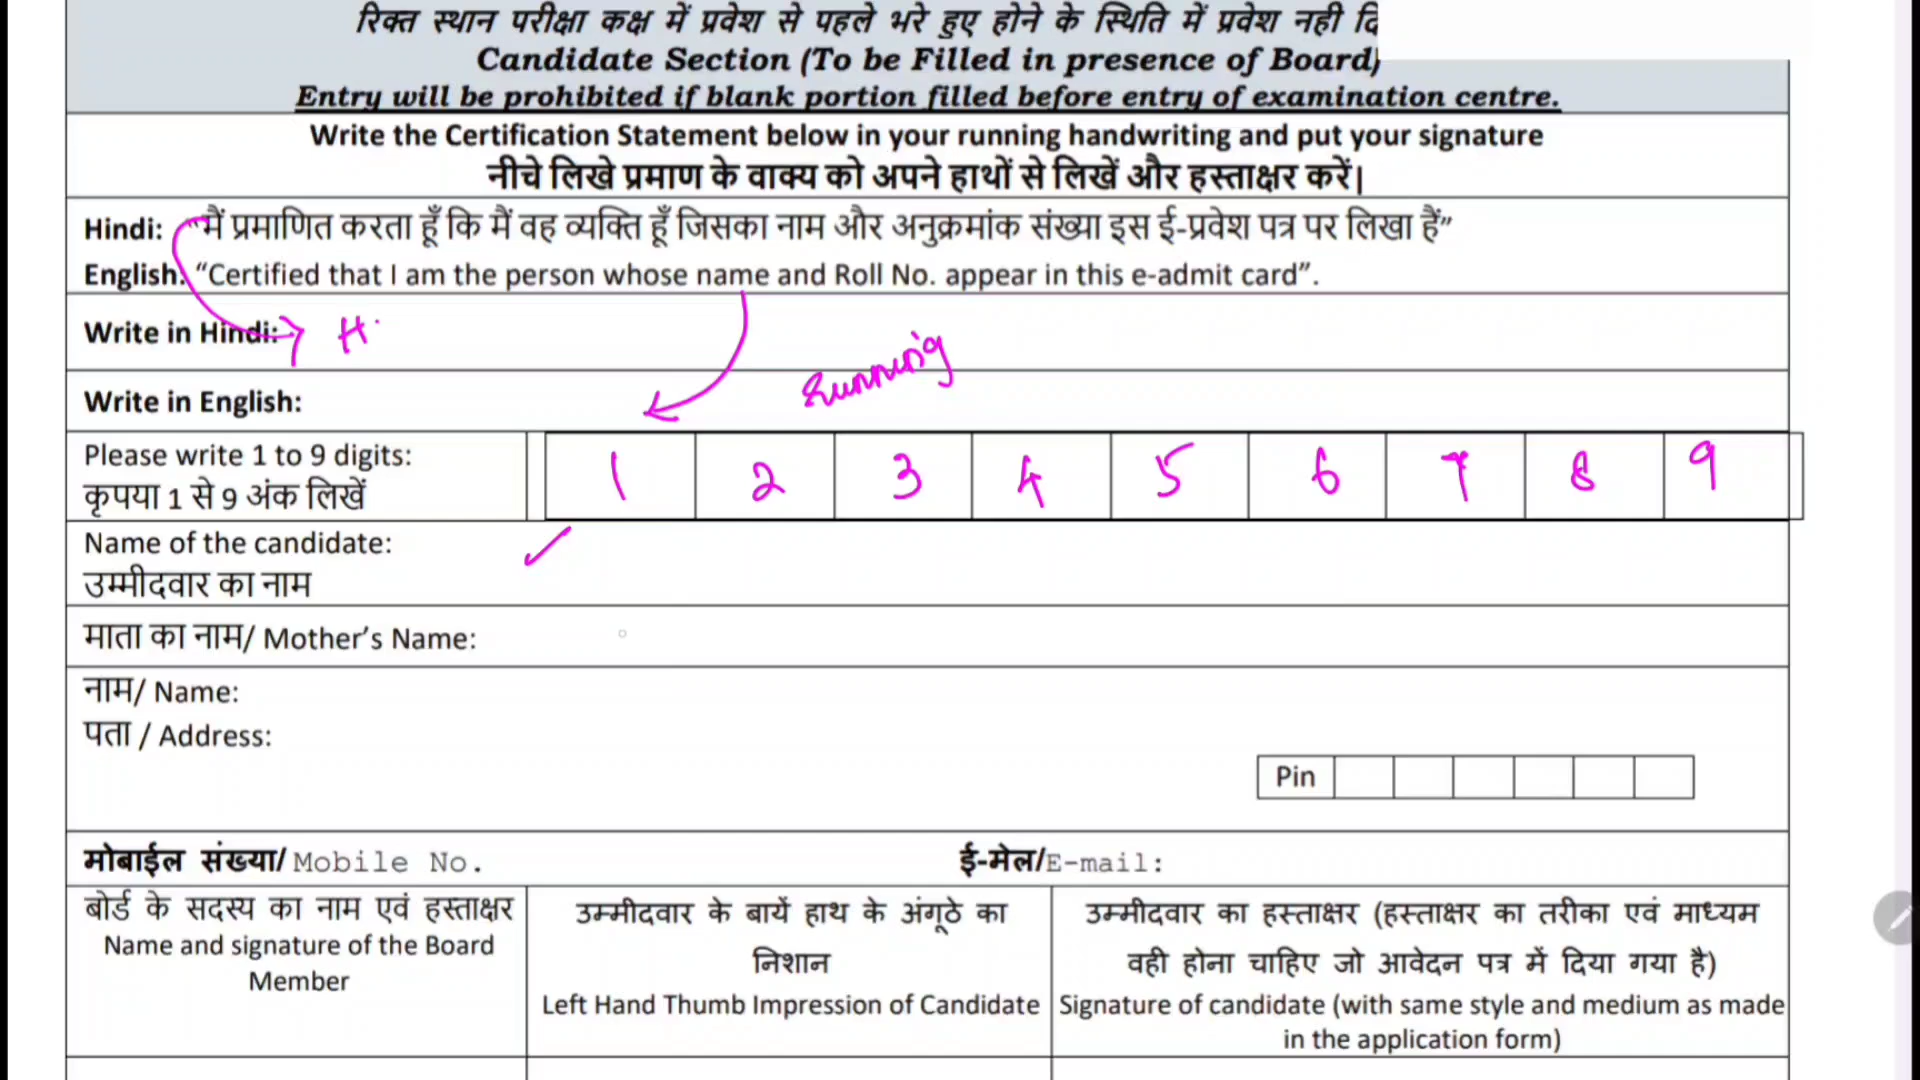 रिक्त स्थान परीक्षा कक्ष में प्रवेश से पहले भरे हुए होने के स्थिति में प्रवेश नही दि
Candidate Section (To be Filled in presence of Board)
Entry will be prohibited if blank portion filled before entry of examination centre.
Write the Certification Statement below in your running handwriting and put your signature
नीचे लिखे प्रमाण के वाक्य को अपने हाथों से लिखें और हस्ताक्षर करें।
Hindi: "मैं प्रमाणित करता हूँ कि मैं वह व्यक्ति हूँ जिसका नाम और अनुक्रमांक संख्या इस ई-प्रवेश पत्र पर लिखा हैं”
English: “Certified that I am the person whose name and Roll No. appear in this e-admit card”.
Write in Hindi: H
running
Write in English:
Please write 1 to 9 digits:
कृपया 1 से 9 अंक लिखें
1 2 3 4 5 6 7 8 9
Name of the candidate:
उम्मीदवार का नाम
माता का नाम/ Mother’s Name:
नाम/ Name:
पता / Address:
Pin
मोबाईल संख्या/ Mobile No. ई-मेल/E-mail:
बोर्ड के सदस्य का नाम एवं हस्ताक्षर
Name and signature of the Board
Member
उम्मीदवार के बायें हाथ के अंगूठे का
निशान
Left Hand Thumb Impression of Candidate
उम्मीदवार का हस्ताक्षर (हस्ताक्षर का तरीका एवं माध्यम
वही होना चाहिए जो आवेदन पत्र में दिया गया है)
Signature of candidate (with same style and medium as made
in the application form)